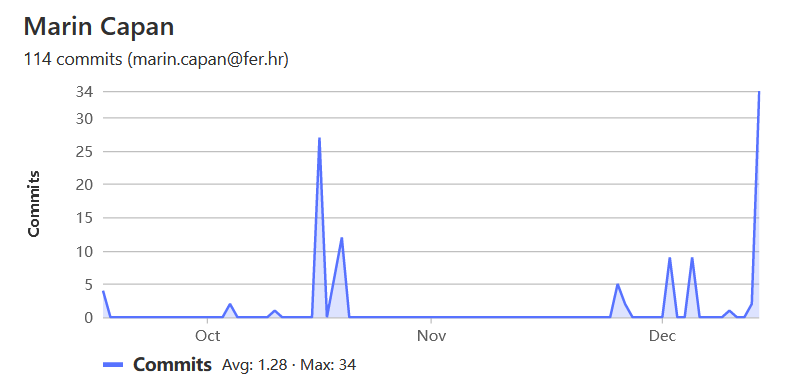 Marin Capan
114 commits (marin.capan@fer.hr)
34
30
25
20
15
10
5
0
Commits
Oct Nov Dec
Commits Avg: 1.28 · Max: 34